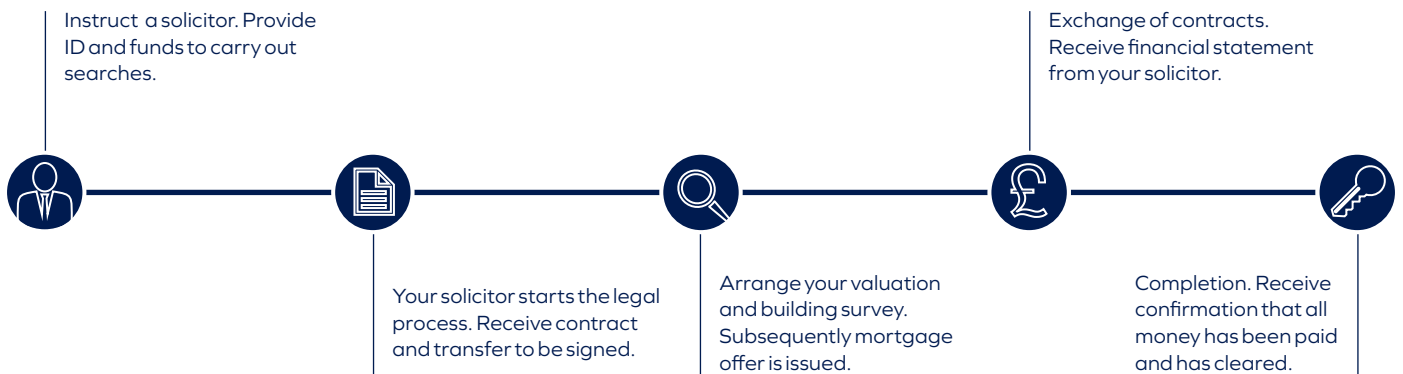 Instruct a solicitor. Provide
ID and funds to carry out
searches.
Your solicitor starts the legal
process. Receive contract
and transfer to be signed.
Arrange your valuation
and building survey.
Subsequently mortgage
offer is issued.
Exchange of contracts.
Receive financial statement
from your solicitor.
£
Completion. Receive
confirmation that all
money has been paid
and has cleared.